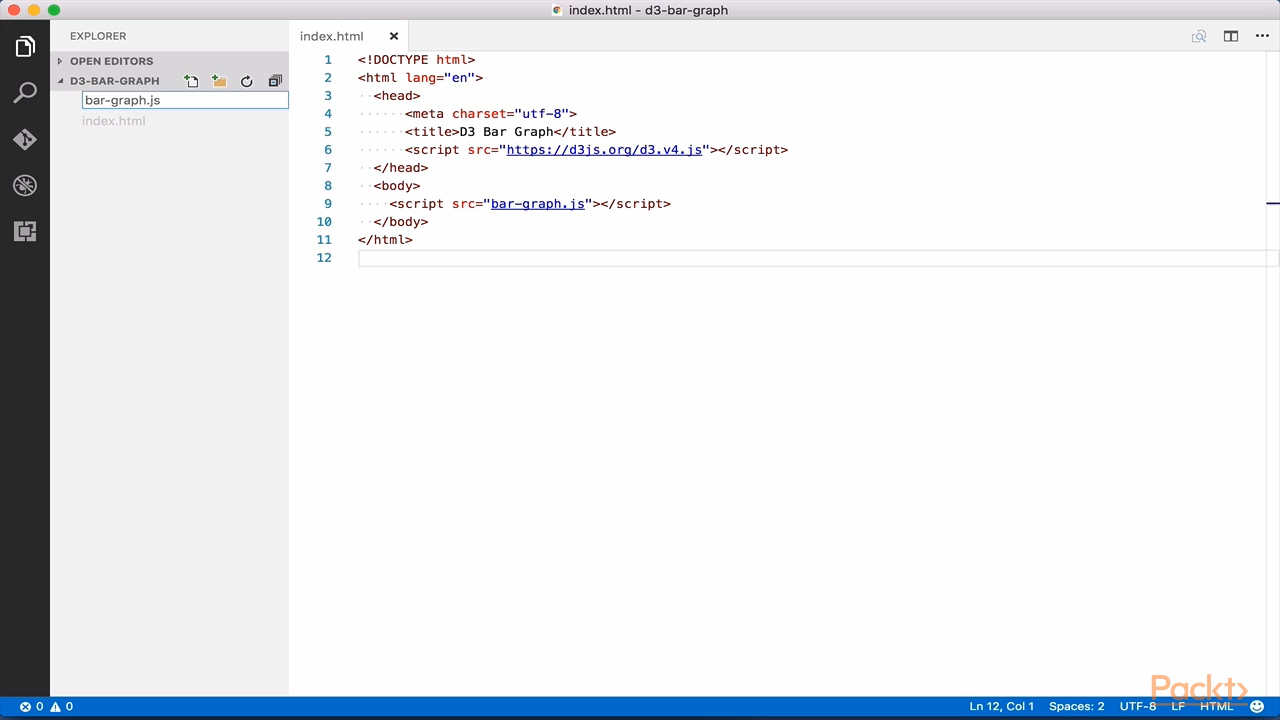 index.html - d3-bar-graph
EXPLORER
OPEN EDITORS
D3-BAR-GRAPH
bar-graph.js
index.html
index.html
1 <!DOCTYPE html>
2 <html lang="en">
3 <head>
4 <meta charset="utf-8">
5 <title>D3 Bar Graph</title>
6 <script src="https://d3js.org/d3.v4.js"></script>
7 </head>
8 <body>
9 <script src="bar-graph.js"></script>
10 </body>
11 </html>
12
Packt
0 0 Ln 12, Col 1 Spaces: 2 UTF-8 LF HTML